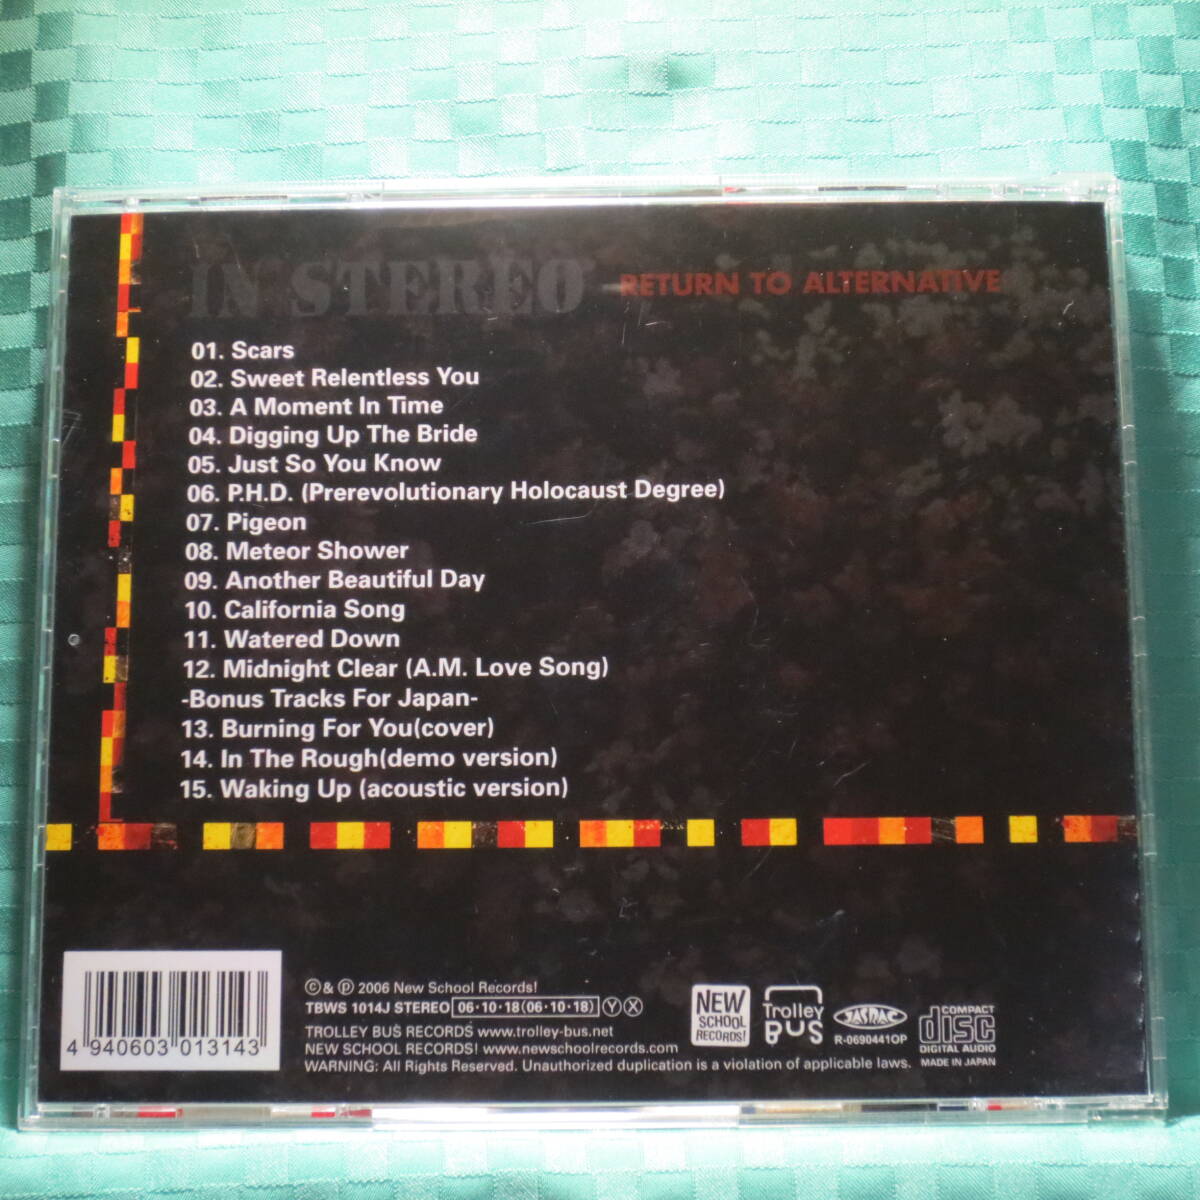 IN STEREO RETURN TO ALTERNATIVE
01. Scars
02. Sweet Relentless You
03. A Moment In Time
04. Digging Up The Bride
05. Just So You Know
06. P.H.D. (Prerevolutionary Holocaust Degree)
07. Pigeon
08. Meteor Shower
09. Another Beautiful Day
10. California Song
11. Watered Down
12. Midnight Clear (A.M. Love Song)
-Bonus Tracks For Japan-
13. Burning For You(cover)
14. In The Rough(demo version)
15. Waking Up (acoustic version)
4 940603 013143
©& ℗ 2006 New School Records!
TBWS 1014J STEREO 06·10·18(06·10·18) Ⓨ Ⓧ
TROLLEY BUS RECORDS www.trolley-bus.net
NEW SCHOOL RECORDS! www.newschoolrecords.com
WARNING: All Rights Reserved. Unauthorized duplication is a violation of applicable laws.
NEW
SCHOOL
RECORDS!
Trolley
BUS
JASRAC
R-0690441OP
COMPACT
disc
DIGITAL AUDIO
MADE IN JAPAN